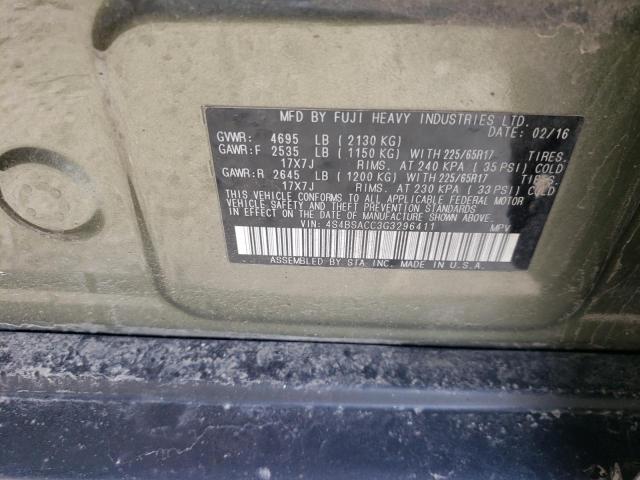 MFD BY FUJI HEAVY INDUSTRIES LTD.
DATE: 02/16
GVWR: 4695 LB ( 2130 KG)
GAWR:F 2535 LB ( 1150 KG) WITH 225/65R17 TIRES,
17X7J RIMS, AT 240 KPA ( 35 PSI) COLD
GAWR:R 2645 LB ( 1200 KG) WITH 225/65R17 TIRES,
17X7J RIMS, AT 230 KPA ( 33 PSI) COLD
THIS VEHICLE CONFORMS TO ALL APPLICABLE FEDERAL MOTOR
VEHICLE SAFETY, BUMPER, AND THEFT PREVENTION STANDARDS
IN EFFECT ON THE DATE OF MANUFACTURE SHOWN ABOVE.
VIN: 4S4BSACC3G3296411 MPV
ASSEMBLED BY SIA INC. MADE IN U.S.A.